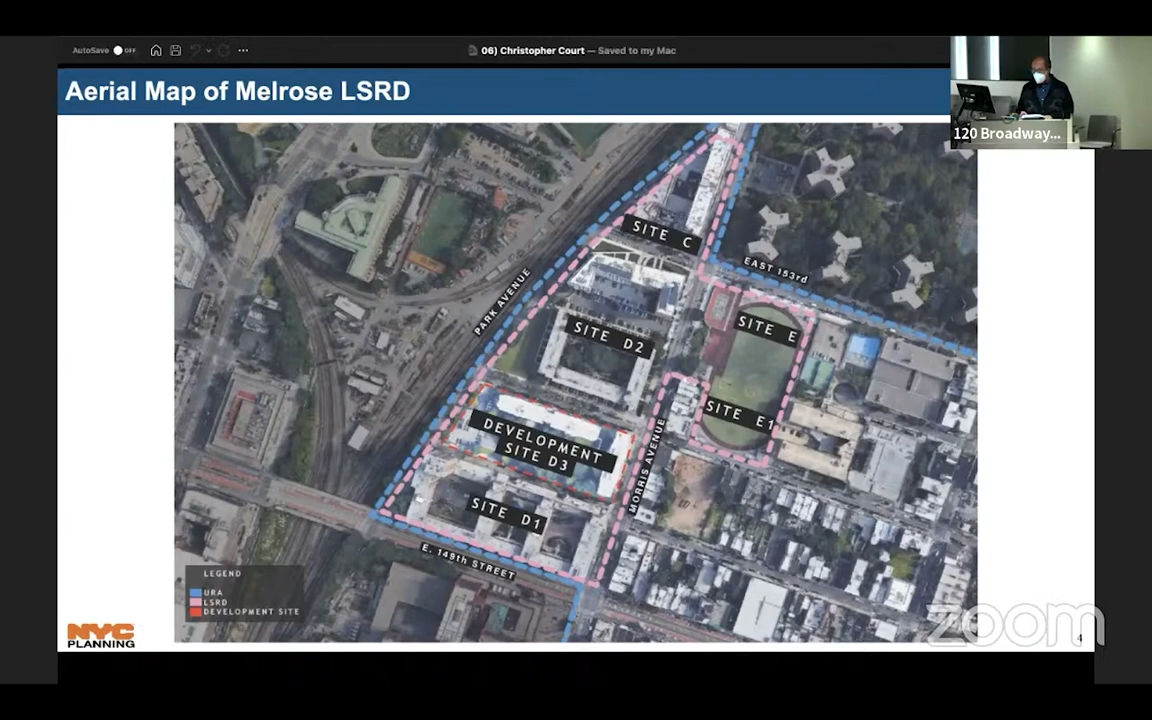 AutoSave OFF
06) Christopher Court — Saved to my Mac
Aerial Map of Melrose LSRD
120 Broadway...
SITE C
EAST 153rd
PARK AVENUE
SITE E
SITE D2
SITE E1
DEVELOPMENT
SITE D3
MORRIS AVENUE
SITE D1
E. 149th STREET
LEGEND
URA
LSRD
DEVELOPMENT SITE
NYC
PLANNING
zoom
4